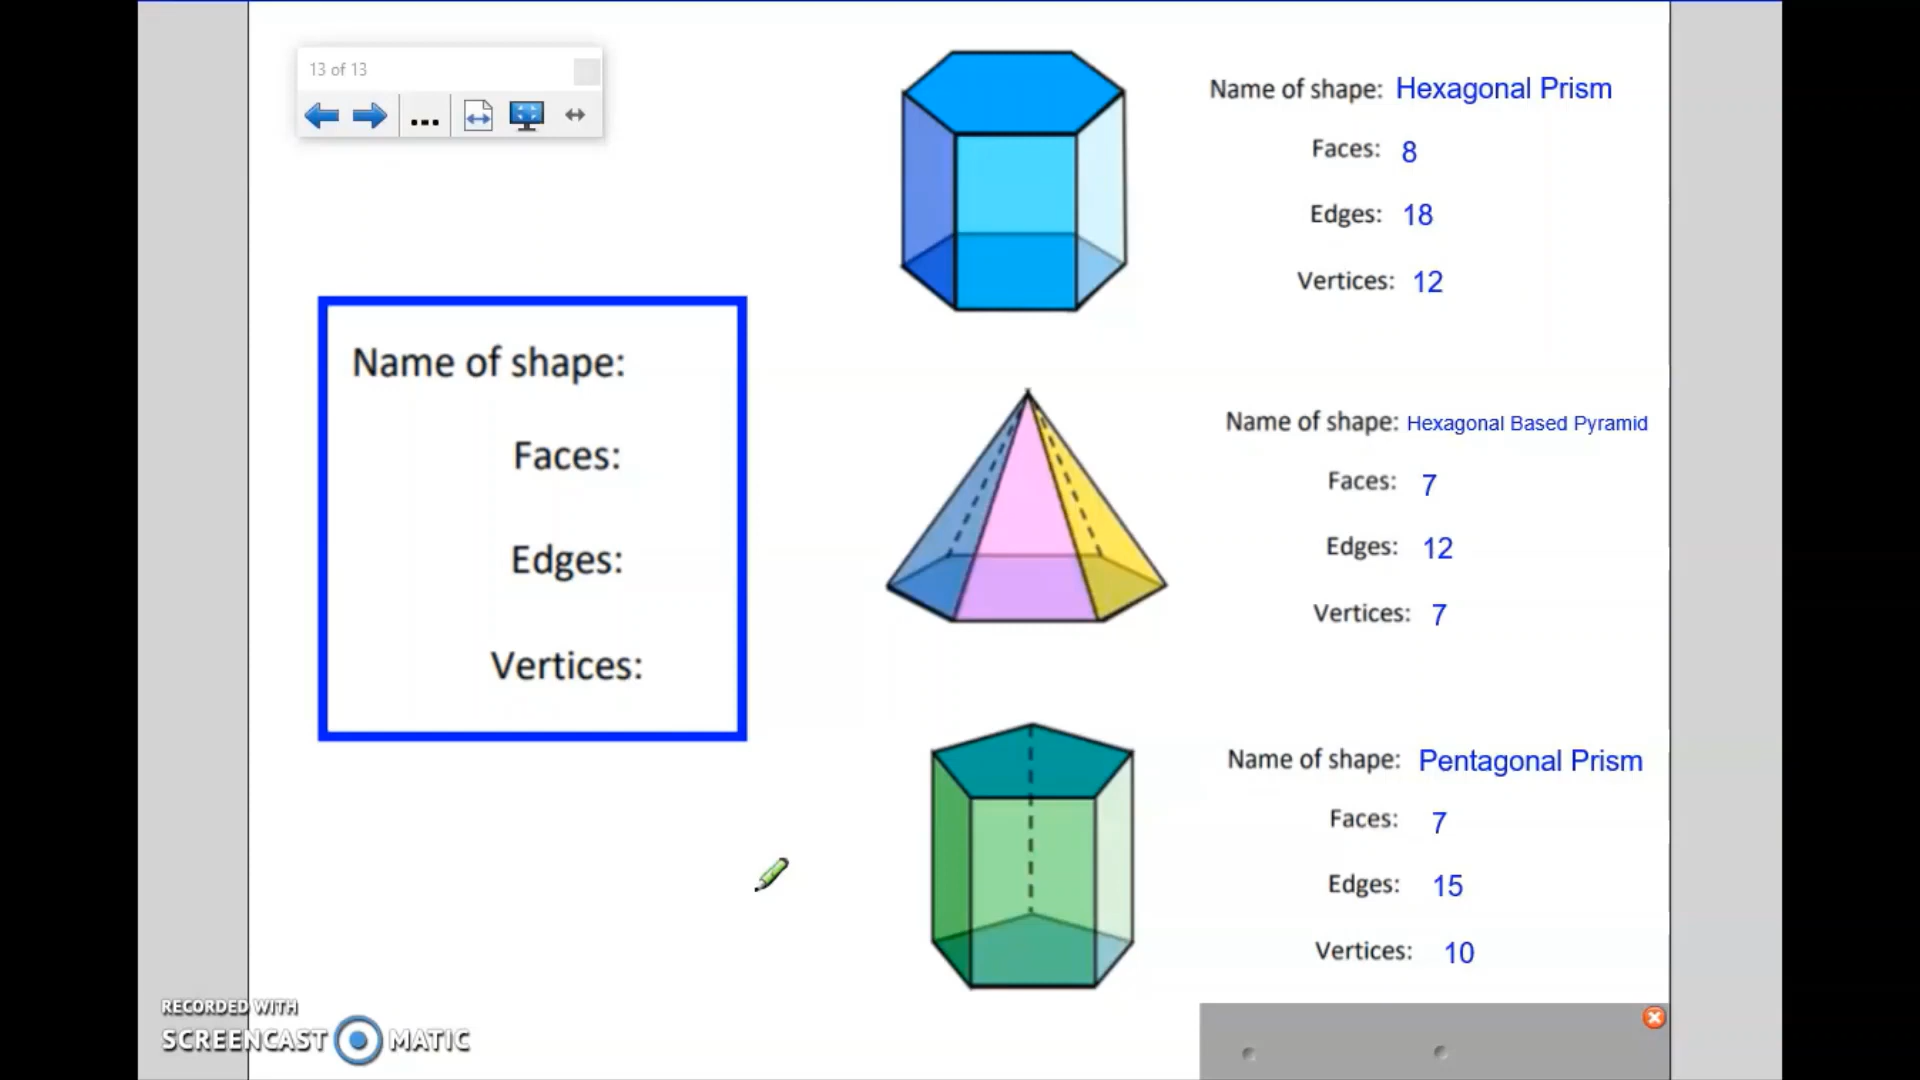 13 of 13
Name of shape:
Faces:
Edges:
Vertices:
Name of shape: Hexagonal Prism
Faces: 8
Edges: 18
Vertices: 12
Name of shape: Hexagonal Based Pyramid
Faces: 7
Edges: 12
Vertices: 7
Name of shape: Pentagonal Prism
Faces: 7
Edges: 15
Vertices: 10
RECORDED WITH
SCREENCAST MATIC